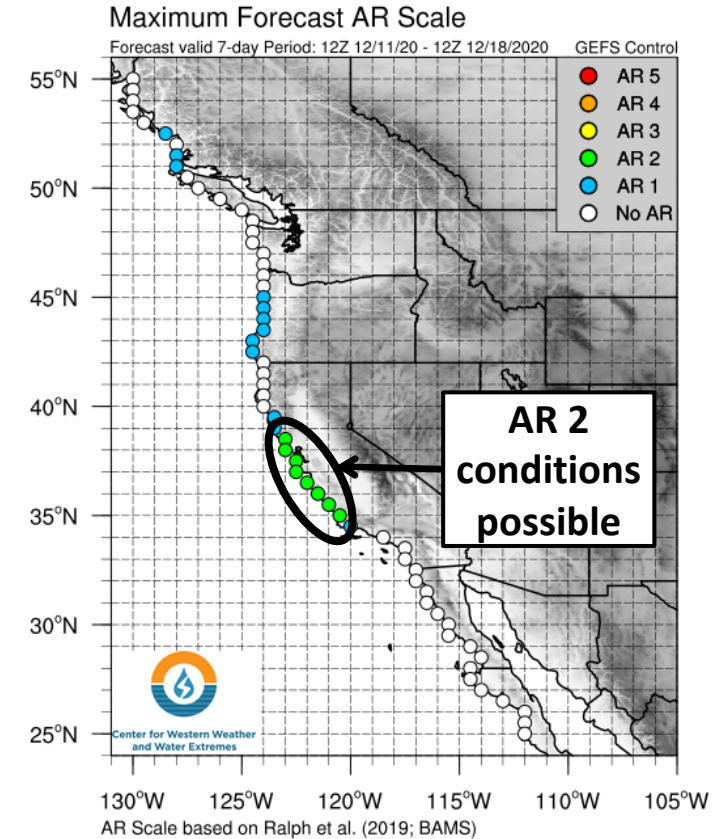 Maximum Forecast AR Scale
Forecast valid 7-day Period: 12Z 12/11/20 - 12Z 12/18/2020 GEFS Control
AR 5
AR 4
AR 3
AR 2
AR 1
No AR
55°N
50°N
45°N
40°N
35°N
30°N
25°N
AR 2
conditions
possible
Center for Western Weather
and Water Extremes
130°W 125°W 120°W 115°W 110°W 105°W
AR Scale based on Ralph et al. (2019; BAMS)